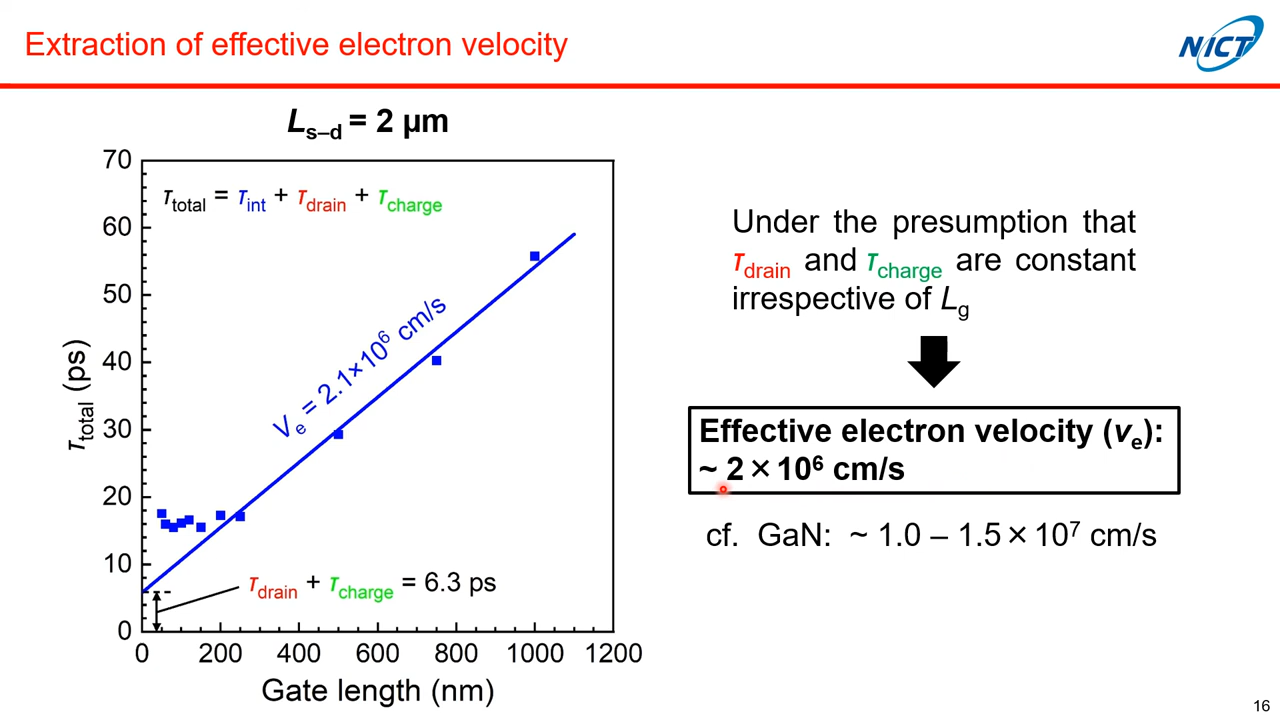 Extraction of effective electron velocity
NICT
Ls–d = 2 µm
70
60
50
40
30
20
10
0
τtotal (ps)
τtotal = τint + τdrain + τcharge
Ve = 2.1×10⁶ cm/s
τdrain + τcharge = 6.3 ps
0 200 400 600 800 1000 1200
Gate length (nm)
Under the presumption that
τdrain and τcharge are constant
irrespective of Lg
Effective electron velocity (ve):
~ 2×10⁶ cm/s
cf. GaN: ~ 1.0 – 1.5×10⁷ cm/s
16